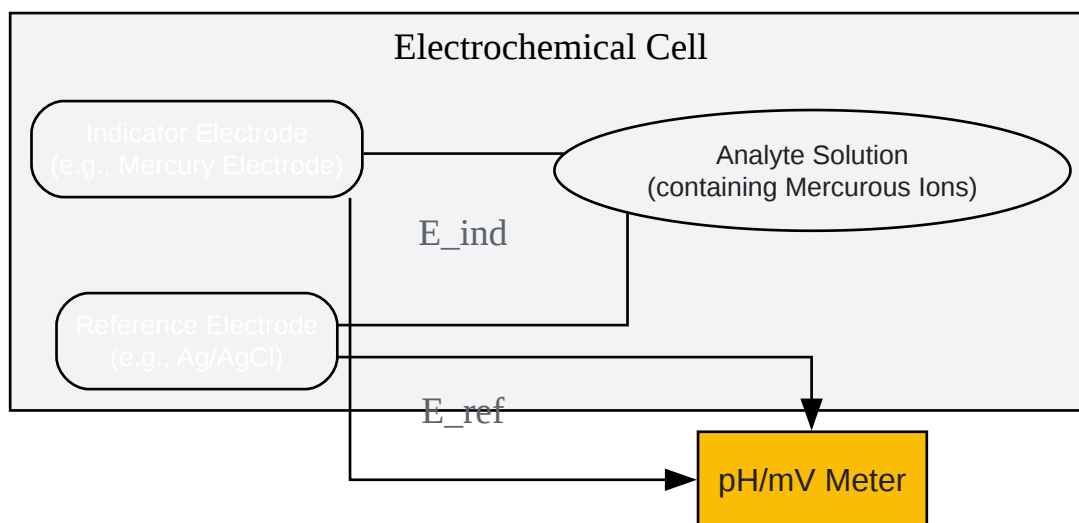 Electrochemical Cell
Indicator Electrode
(e.g., Mercury Electrode)
Analyte Solution
(containing Mercurous Ions)
E_ind
Reference Electrode
(e.g., Ag/AgCl)
E_ref
pH/mV Meter